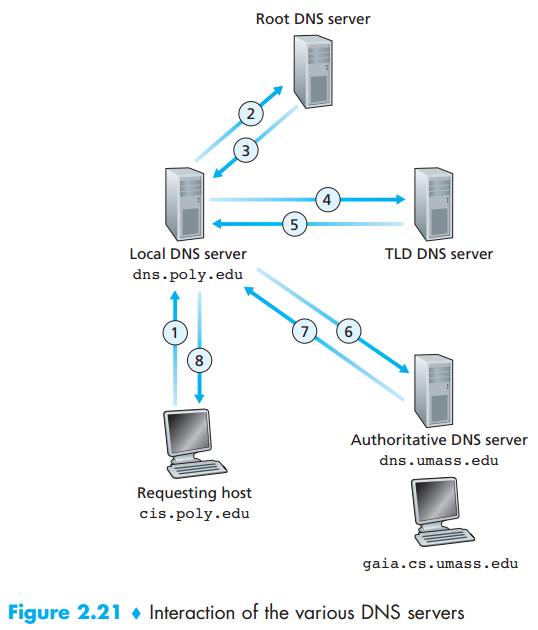 Root DNS server
2
3
4
5
Local DNS server
dns.poly.edu
TLD DNS server
1
8
7
6
Authoritative DNS server
dns.umass.edu
Requesting host
cis.poly.edu
gaia.cs.umass.edu
Figure 2.21 ♦ Interaction of the various DNS servers